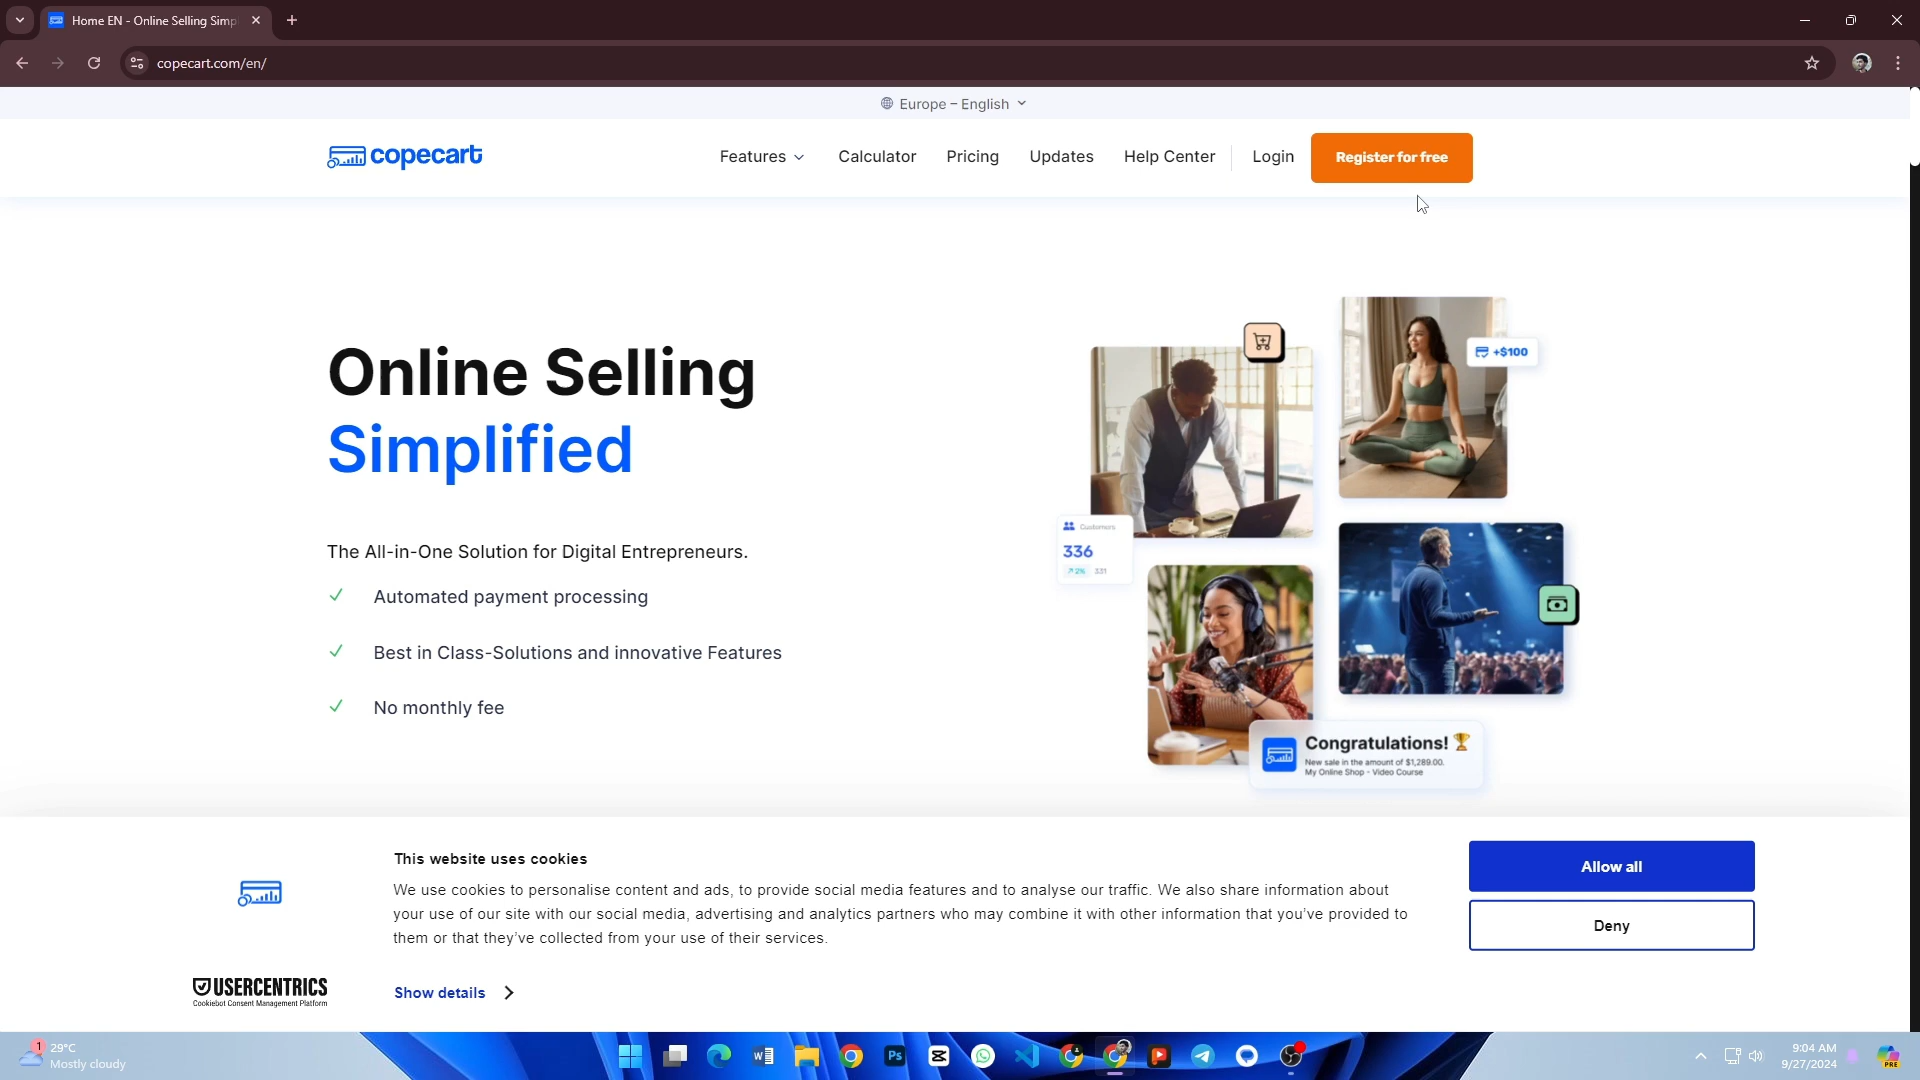 Home EN - Online Selling Simp
copecart.com/en/
Europe – English
copecart
Features
Calculator
Pricing
Updates
Help Center
Login
Register for free
Online Selling
Simplified
The All-in-One Solution for Digital Entrepreneurs.
Automated payment processing
Best in Class-Solutions and innovative Features
No monthly fee
+$100
Customers
336
2% 331
Congratulations!
New sale in the amount of $1,289.00.
My Online Shop - Video Course
This website uses cookies
We use cookies to personalise content and ads, to provide social media features and to analyse our traffic. We also share information about
your use of our site with our social media, advertising and analytics partners who may combine it with other information that you've provided to
them or that they've collected from your use of their services.
Show details
Allow all
Deny
USERCENTRICS
Cookiebot Consent Management Platform
1
29°C
Mostly cloudy
Ps
9:04 AM
9/27/2024
PRE